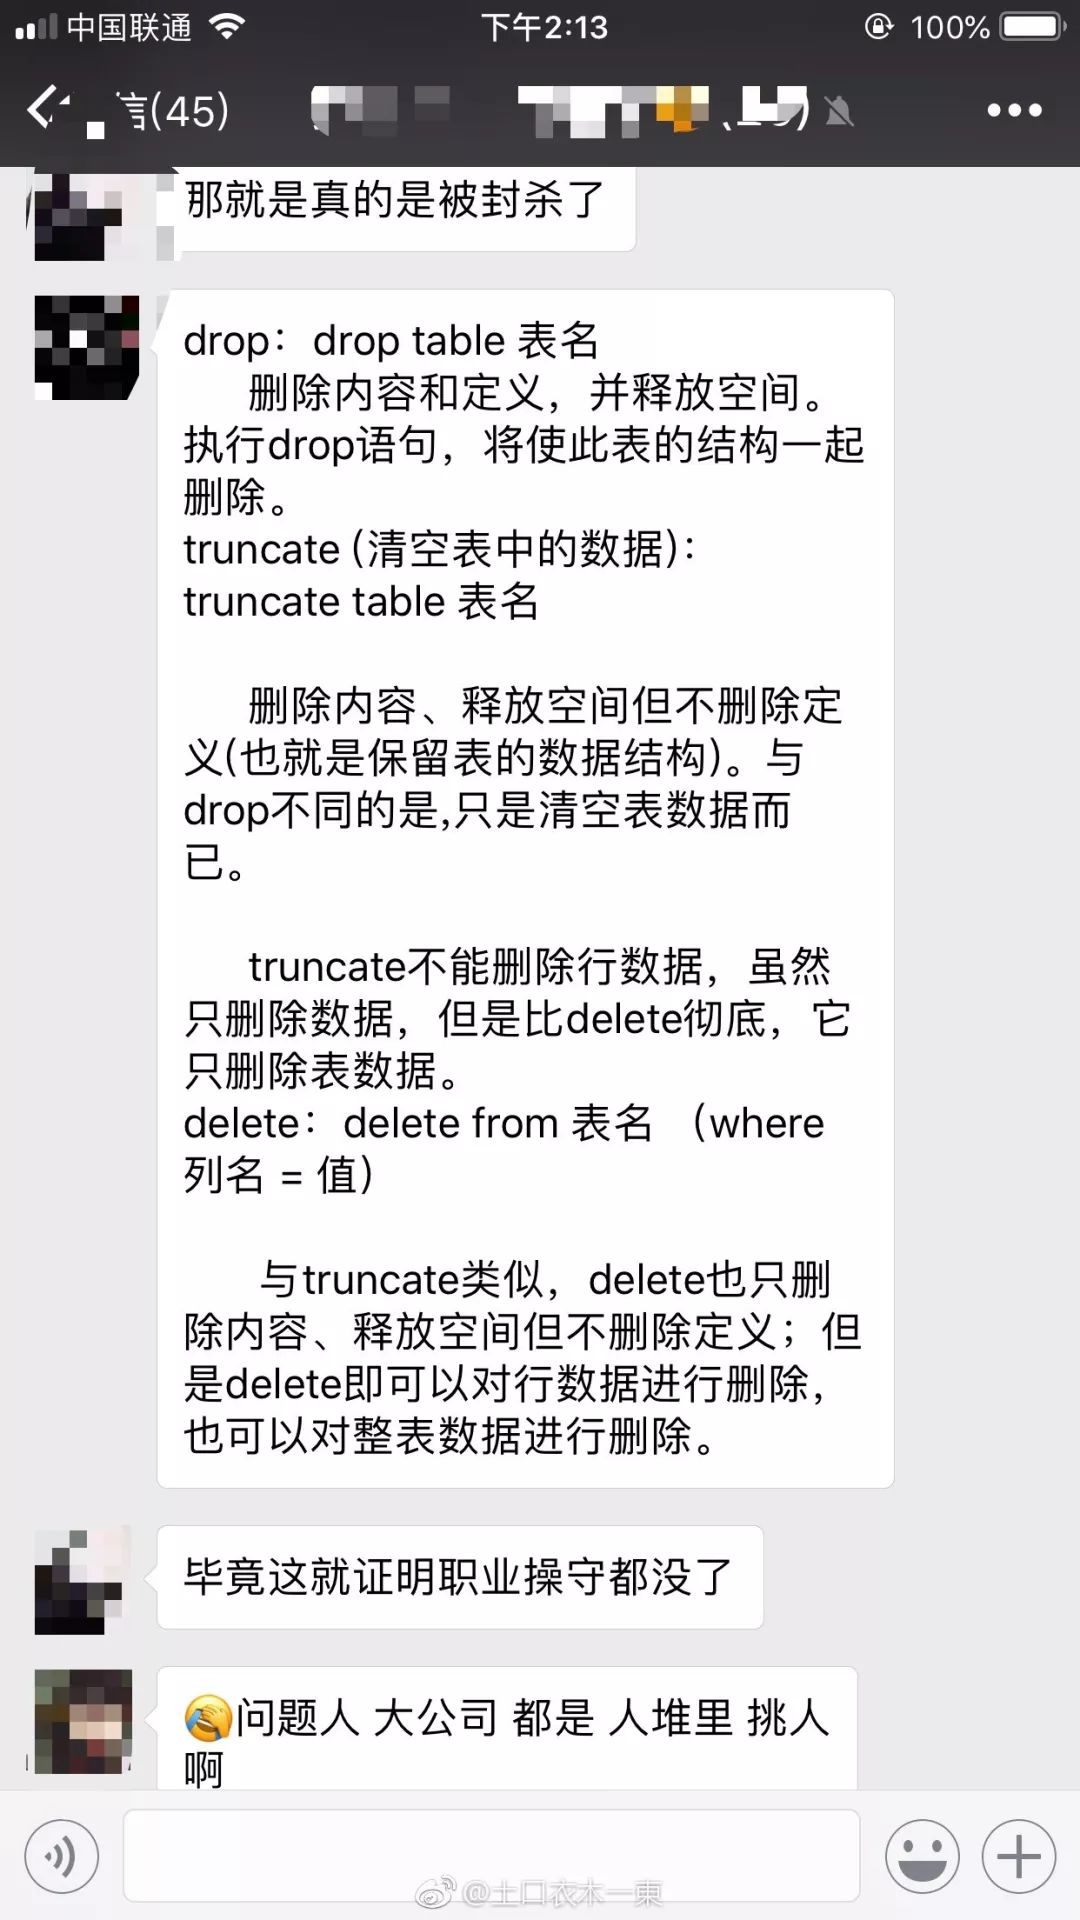 中国联通
下午2:13
100%
信(45)
那就是真的是被封杀了
drop：drop table 表名
删除内容和定义，并释放空间。
执行drop语句，将使此表的结构一起
删除。
truncate (清空表中的数据)：
truncate table 表名
删除内容、释放空间但不删除定
义(也就是保留表的数据结构)。与
drop不同的是,只是清空表数据而
已。
truncate不能删除行数据，虽然
只删除数据，但是比delete彻底，它
只删除表数据。
delete：delete from 表名 （where
列名 = 值）
与truncate类似，delete也只删
除内容、释放空间但不删除定义；但
是delete即可以对行数据进行删除，
也可以对整表数据进行删除。
毕竟这就证明职业操守都没了
🤦问题人 大公司 都是 人堆里 挑人
啊
@土口衣木一東